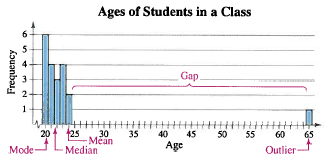 Ages of Students in a Class
Frequency
6
5
4
3
2
1
Gap
20 25 30 35 40 45 50 55 60 65
Mode
Median
Mean
Age
Outlier